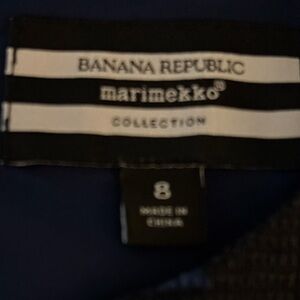 BANANA REPUBLIC
marimekko®
COLLECTION
8
MADE IN
CHINA